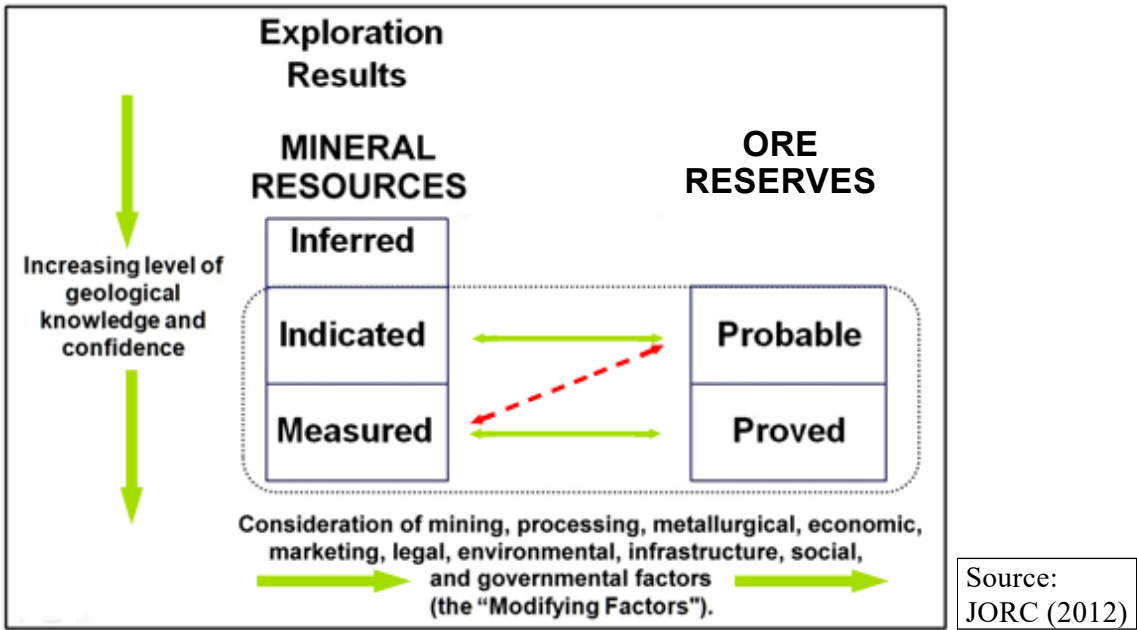 Exploration
Results
MINERAL
RESOURCES
ORE
RESERVES
Inferred
Increasing level of
geological
knowledge and
confidence
Indicated
Probable
Measured
Proved
Consideration of mining, processing, metallurgical, economic,
marketing, legal, environmental, infrastructure, social,
and governmental factors
(the “Modifying Factors").
Source:
JORC (2012)